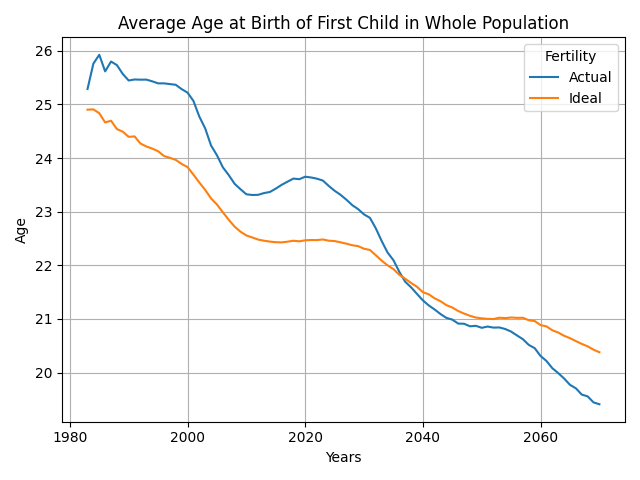 Average Age at Birth of First Child in Whole Population
Fertility
Actual
Ideal
Age
26
25
24
23
22
21
20
1980
2000
2020
2040
2060
Years